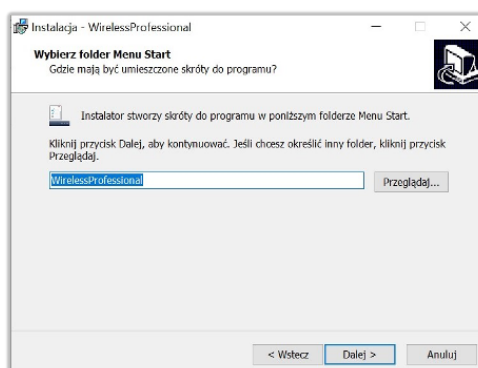 Instalacja - WirelessProfessional
Wybierz folder Menu Start
Gdzie mają być umieszczone skróty do programu?
Instalator stworzy skróty do programu w poniższym folderze Menu Start.
Kliknij przycisk Dalej, aby kontynuować. Jeśli chcesz określić inny folder, kliknij przycisk
Przeglądaj.
WirelessProfessional
Przeglądaj...
< Wstecz
Dalej >
Anuluj